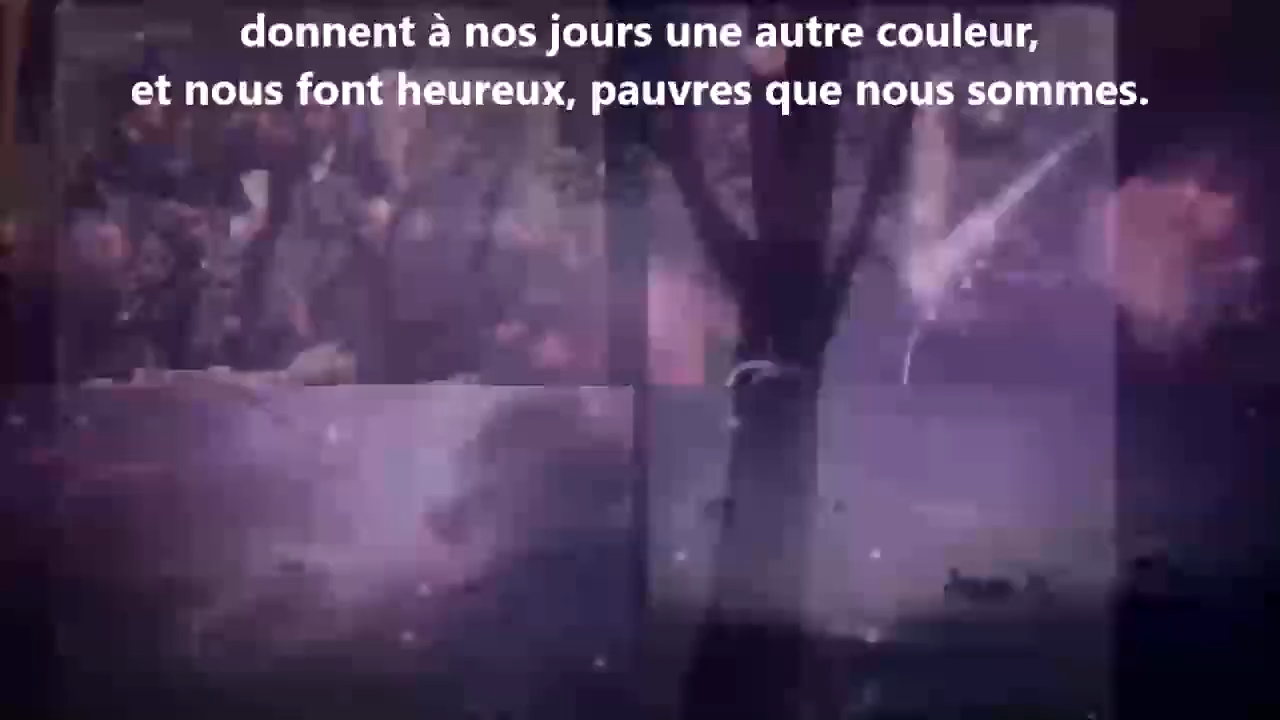 donnent à nos jours une autre couleur,
et nous font heureux, pauvres que nous sommes.